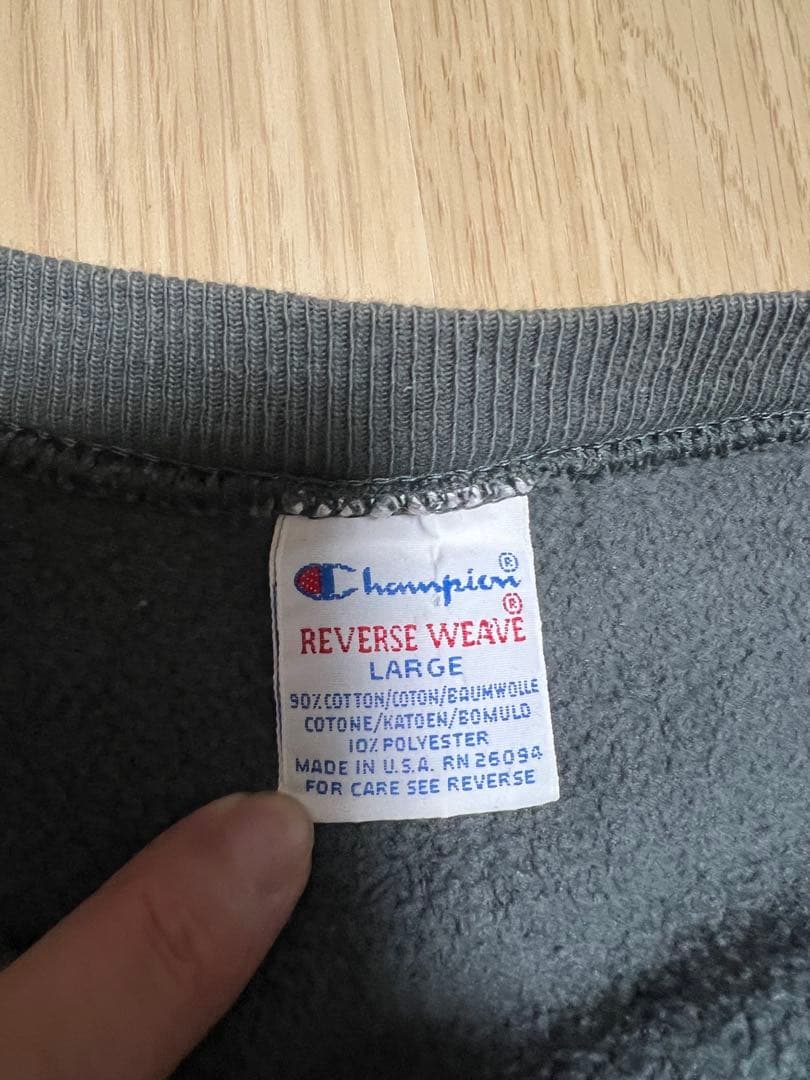 Champion®
REVERSE WEAVE®
LARGE
90% COTTON/COTON/BAUMWOLLE
COTONE/KATOEN/BOMULD
10% POLYESTER
MADE IN U.S.A. RN 26094
FOR CARE SEE REVERSE